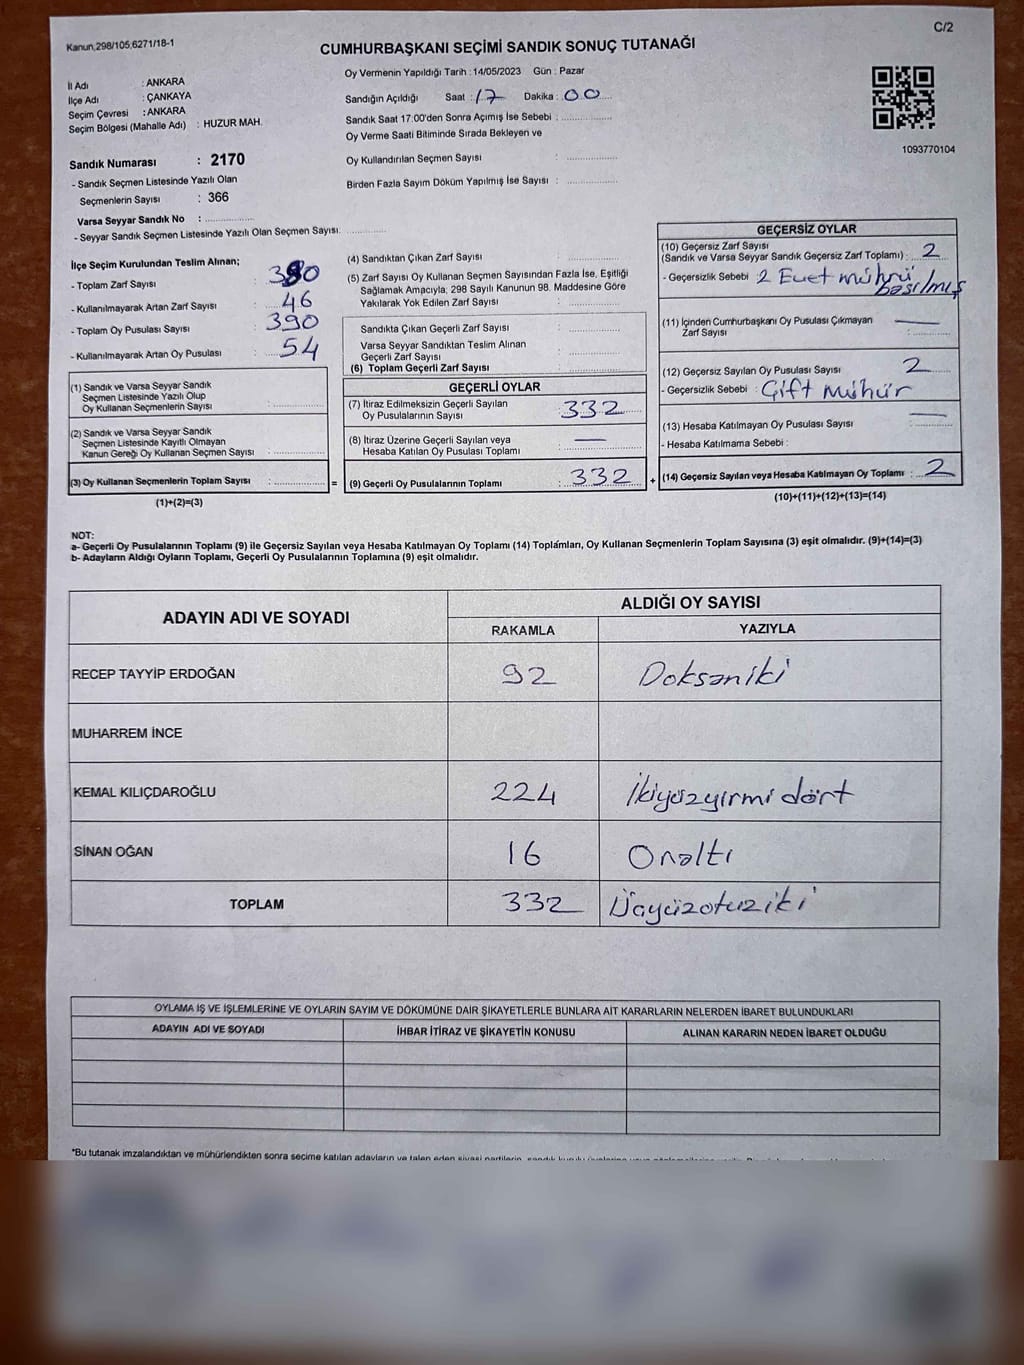 Kanun,298/105,6271/18-1
C/2
CUMHURBAŞKANI SEÇİMİ SANDIK SONUÇ TUTANAĞI
İl Adı : ANKARA
İlçe Adı : ÇANKAYA
Seçim Çevresi : ANKARA
Seçim Bölgesi (Mahalle Adı) : HUZUR MAH.
Sandık Numarası : 2170
- Sandık Seçmen Listesinde Yazılı Olan
Seçmenlerin Sayısı : 366
Varsa Seyyar Sandık No :
- Seyyar Sandık Seçmen Listesinde Yazılı Olan Seçmen Sayısı:
Oy Vermenin Yapıldığı Tarih : 14/05/2023 Gün : Pazar
Sandığın Açıldığı Saat : 17 Dakika : 00
Sandık Saat 17.00'den Sonra Açımış İse Sebebi :
Oy Verme Saati Bitiminde Sırada Bekleyen ve
Oy Kullandırılan Seçmen Sayısı :
Birden Fazla Sayım Döküm Yapılmış İse Sayısı :
1093770104
İlçe Seçim Kurulundan Teslim Alınan;
- Toplam Zarf Sayısı : 380
- Kullanılmayarak Artan Zarf Sayısı : 46
- Toplam Oy Pusulası Sayısı : 390
- Kullanılmayarak Artan Oy Pusulası : 54
(1) Sandık ve Varsa Seyyar Sandık
Seçmen Listesinde Yazılı Olup
Oy Kullanan Seçmenlerin Sayısı :
(2) Sandık ve Varsa Seyyar Sandık
Seçmen Listesinde Kayıtlı Olmayan
Kanun Gereği Oy Kullanan Seçmen Sayısı :
(3) Oy Kullanan Seçmenlerin Toplam Sayısı : =
(1)+(2)=(3)
(4) Sandıktan Çıkan Zarf Sayısı :
(5) Zarf Sayısı Oy Kullanan Seçmen Sayısından Fazla İse, Eşitliği
Sağlamak Ampcıyla; 298 Sayılı Kanunun 98. Maddesine Göre
Yakılarak Yok Edilen Zarf Sayısı :
Sandıkta Çıkan Geçerli Zarf Sayısı :
Varsa Seyyar Sandıktan Teslim Alınan
Geçerli Zarf Sayısı :
(6) Toplam Geçerli Zarf Sayısı :
GEÇERLİ OYLAR
(7) İtiraz Edilmeksizin Geçerli Sayılan
Oy Pusulalarının Sayısı : 332
(8) İtiraz Üzerine Geçerli Sayılan veya
Hesaba Katılan Oy Pusulası Toplamı : —
(9) Geçerli Oy Pusulalarının Toplamı : 332 +
GEÇERSİZ OYLAR
(10) Geçersiz Zarf Sayısı
(Sandık ve Varsa Seyyar Sandık Geçersiz Zarf Toplamı) : 2
- Geçersizlik Sebebi : 2 Evet mührü
basılmış
(11) İçinden Cumhurbaşkanı Oy Pusulası Çıkmayan
Zarf Sayısı : —
(12) Geçersiz Sayılan Oy Pusulası Sayısı : 2
- Geçersizlik Sebebi : Çift Mühür
(13) Hesaba Katılmayan Oy Pusulası Sayısı : —
- Hesaba Katılmama Sebebi :
(14) Geçersiz Sayılan veya Hesaba Katılmayan Oy Toplamı : 2
(10)+(11)+(12)+(13)=(14)
NOT:
a- Geçerli Oy Pusulalarının Toplamı (9) ile Geçersiz Sayılan veya Hesaba Katılmayan Oy Toplamı (14) Toplamları, Oy Kullanan Seçmenlerin Toplam Sayısına (3) eşit olmalıdır. (9)+(14)=(3)
b- Adayların Aldığı Oyların Toplamı, Geçerli Oy Pusulalarının Toplamına (9) eşit olmalıdır.
ADAYIN ADI VE SOYADI
ALDIĞI OY SAYISI
RAKAMLA YAZIYLA
RECEP TAYYİP ERDOĞAN 92 Doksaniki
MUHARREM İNCE
KEMAL KILIÇDAROĞLU 224 İkiyüzyirmidört
SİNAN OĞAN 16 Onaltı
TOPLAM 332 Üçyüzotuziki
OYLAMA İŞ VE İŞLEMLERİNE VE OYLARIN SAYIM VE DÖKÜMÜNE DAİR ŞİKAYETLERLE BUNLARA AİT KARARLARIN NELERDEN İBARET BULUNDUKLARI
ADAYIN ADI VE SOYADI İHBAR İTİRAZ VE ŞİKAYETİN KONUSU ALINAN KARARIN NEDEN İBARET OLDUĞU
*Bu tutanak imzalandıktan ve mühürlendikten sonra seçime katılan adayların ve talep eden siyasi partilerin, sandık kurulu